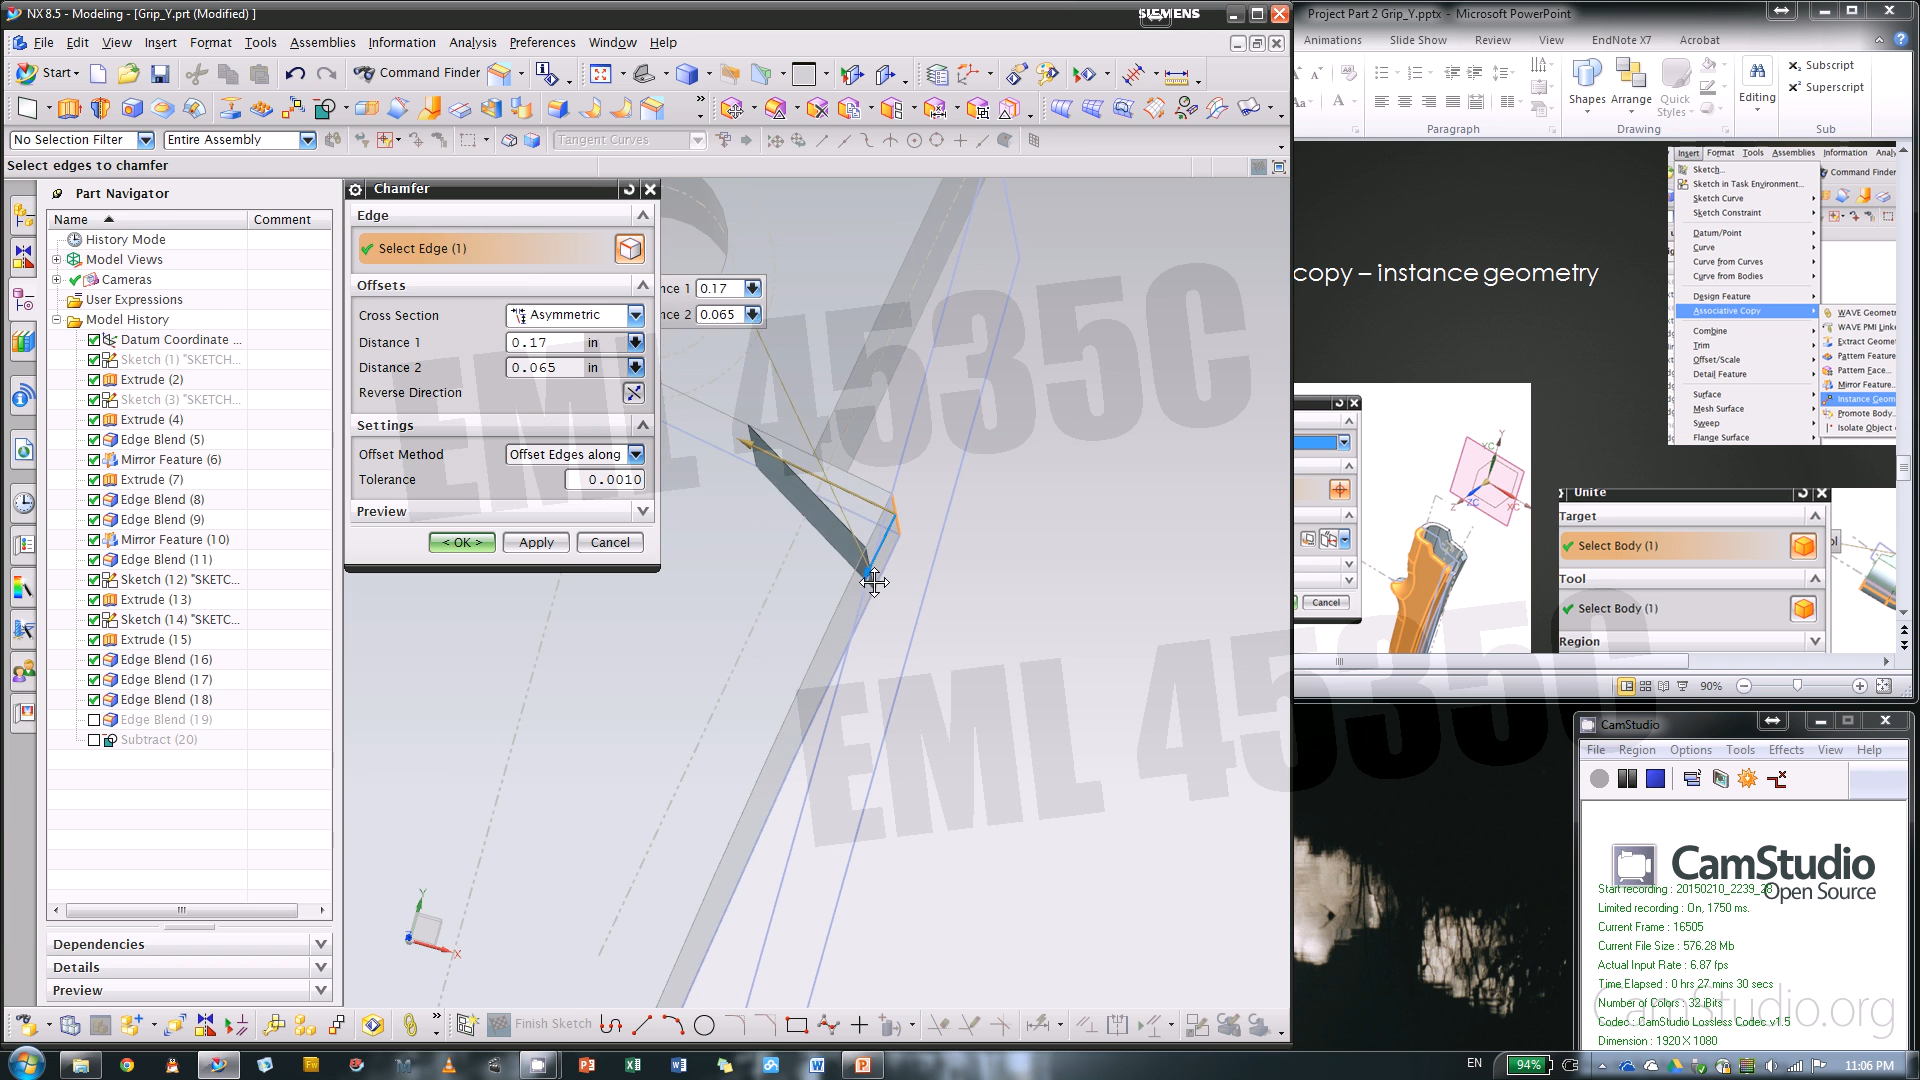 NX 8.5 - Modeling - [Grip_Y.prt (Modified) ]
SIEMENS
File Edit View Insert Format Tools Assemblies Information Analysis Preferences Window Help
Start Command Finder
No Selection Filter Entire Assembly Tangent Curves
Select edges to chamfer
Part Navigator
Name Comment
History Mode
Model Views
Cameras
User Expressions
Model History
Datum Coordinate ...
Sketch (1) "SKETCH...
Extrude (2)
Sketch (3) "SKETCH...
Extrude (4)
Edge Blend (5)
Mirror Feature (6)
Extrude (7)
Edge Blend (8)
Edge Blend (9)
Mirror Feature (10)
Edge Blend (11)
Sketch (12) "SKETC...
Extrude (13)
Sketch (14) "SKETC...
Extrude (15)
Edge Blend (16)
Edge Blend (17)
Edge Blend (18)
Edge Blend (19)
Subtract (20)
Dependencies
Details
Preview
Chamfer
Edge
Select Edge (1)
Offsets
Cross Section Asymmetric
Distance 1 0.17 in
Distance 2 0.065 in
Reverse Direction
Settings
Offset Method Offset Edges along
Tolerance 0.0010
Preview
< OK > Apply Cancel
nce 1 0.17
nce 2 0.065
EML 4535C
EML 4535C
Y
X
Finish Sketch
Project Part 2 Grip_Y.pptx - Microsoft PowerPoint
Animations Slide Show Review View EndNote X7 Acrobat
Shapes Arrange Quick Styles Editing
Subscript
Superscript
Paragraph Drawing Sub
copy – instance geometry
Insert Format Tools Assemblies Information Analy
Command Finder
Sketch...
Sketch in Task Environment...
Sketch Curve
Sketch Constraint
Datum/Point
Curve
Curve from Curves
Curve from Bodies
Design Feature
Associative Copy
Combine
Trim
Offset/Scale
Detail Feature
Surface
Mesh Surface
Sweep
Flange Surface
WAVE Geometr
WAVE PMI Linke
Extract Geomet
Pattern Feature
Pattern Face...
Mirror Feature...
Instance Geom
Promote Body...
Isolate Object
Cancel
Y
XC
ZC
XC
Z
Unite
Target
Select Body (1)
Tool
Select Body (1)
Region
90%
CamStudio
File Region Options Tools Effects View Help
CamStudio
Open Source
Start recording : 20150210_2239_28
Limited recording : On, 1750 ms.
Current Frame : 16505
Current File Size : 576.28 Mb
Actual Input Rate : 6.87 fps
Time Elapsed : 0 hrs 27 mins 30 secs
Number of Colors : 32 Bits
Codec : CamStudio Lossless Codec v1.5
Dimension : 1920 X 1080
CamStudio.org
EN 94% 11:06 PM